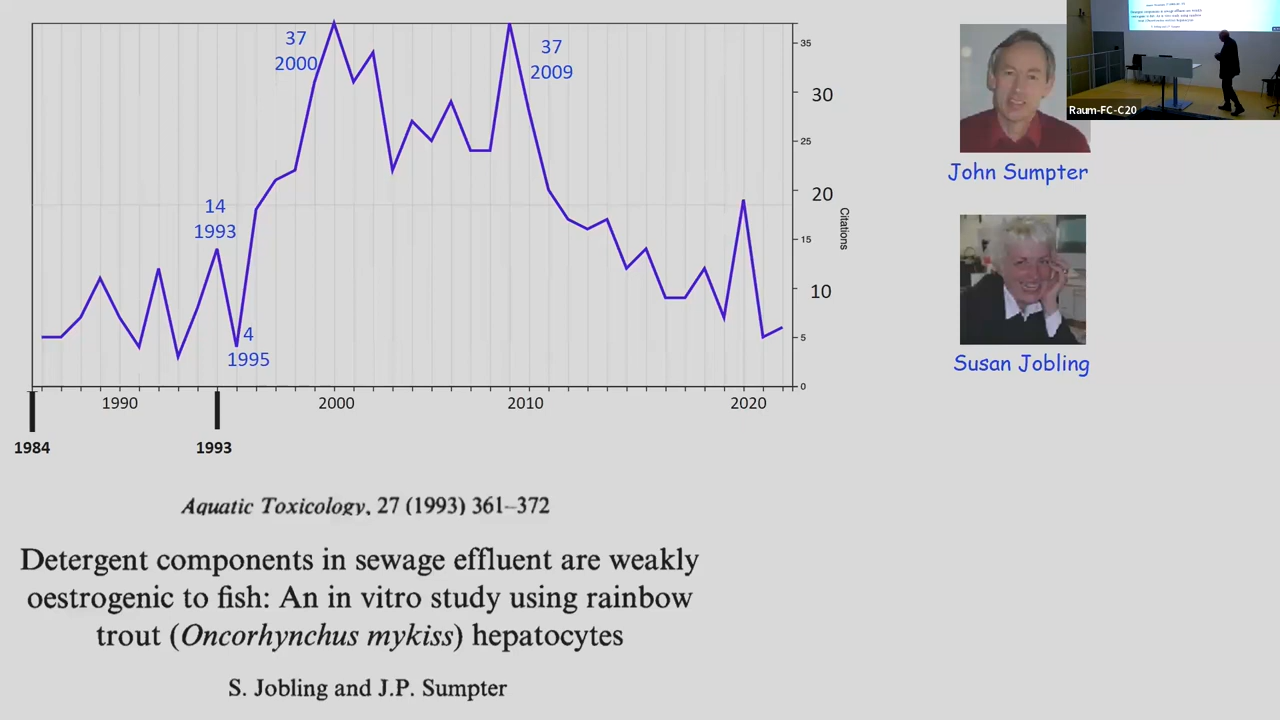 37
2000
37
2009
14
1993
4
1995
35
30
25
20
15
10
5
0
Citations
1990
2000
2010
2020
1984
1993
Aquatic Toxicology, 27 (1993) 361–372
Detergent components in sewage effluent are weakly
oestrogenic to fish: An in vitro study using rainbow
trout (Oncorhynchus mykiss) hepatocytes
S. Jobling and J.P. Sumpter
Raum-FC-C20
John Sumpter
Susan Jobling